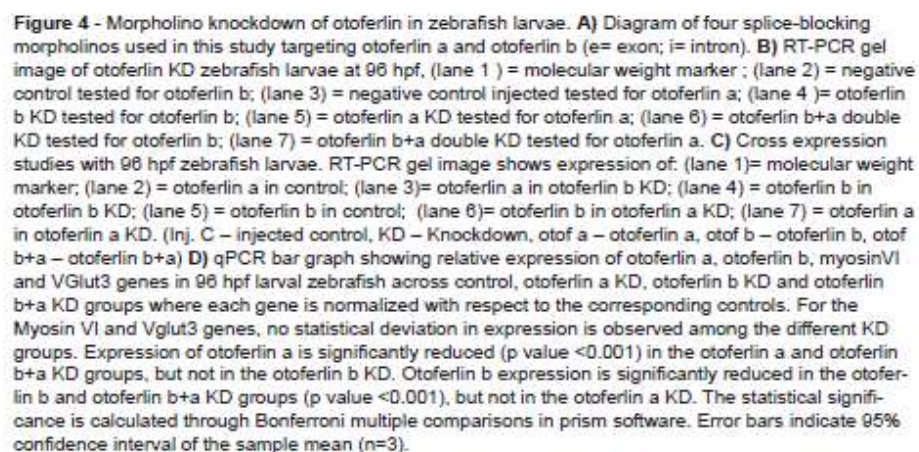 Figure 4 - Morpholino knockdown of otoferlin in zebrafish larvae. A) Diagram of four splice-blocking
morpholinos used in this study targeting otoferlin a and otoferlin b (e= exon; i= intron). B) RT-PCR gel
image of otoferlin KD zebrafish larvae at 96 hpf, (lane 1 ) = molecular weight marker ; (lane 2) = negative
control tested for otoferlin b; (lane 3) = negative control injected tested for otoferlin a; (lane 4 )= otoferlin
b KD tested for otoferlin b; (lane 5) = otoferlin a KD tested for otoferlin a; (lane 6) = otoferlin b+a double
KD tested for otoferlin b; (lane 7) = otoferlin b+a double KD tested for otoferlin a. C) Cross expression
studies with 96 hpf zebrafish larvae. RT-PCR gel image shows expression of: (lane 1)= molecular weight
marker; (lane 2) = otoferlin a in control; (lane 3)= otoferlin a in otoferlin b KD; (lane 4) = otoferlin b in
otoferlin b KD; (lane 5) = otoferlin b in control; (lane 6)= otoferlin b in otoferlin a KD; (lane 7) = otoferlin a
in otoferlin a KD. (Inj. C – injected control, KD – Knockdown, otof a – otoferlin a, otof b – otoferlin b, otof
b+a – otoferlin b+a) D) qPCR bar graph showing relative expression of otoferlin a, otoferlin b, myosinVI
and VGlut3 genes in 96 hpf larval zebrafish across control, otoferlin a KD, otoferlin b KD and otoferlin
b+a KD groups where each gene is normalized with respect to the corresponding controls. For the
Myosin VI and Vglut3 genes, no statistical deviation in expression is observed among the different KD
groups. Expression of otoferlin a is significantly reduced (p value <0.001) in the otoferlin a and otoferlin
b+a KD groups, but not in the otoferlin b KD. Otoferlin b expression is significantly reduced in the otofer-
lin b and otoferlin b+a KD groups (p value <0.001), but not in the otoferlin a KD. The statistical signifi-
cance is calculated through Bonferroni multiple comparisons in prism software. Error bars indicate 95%
confidence interval of the sample mean (n=3).